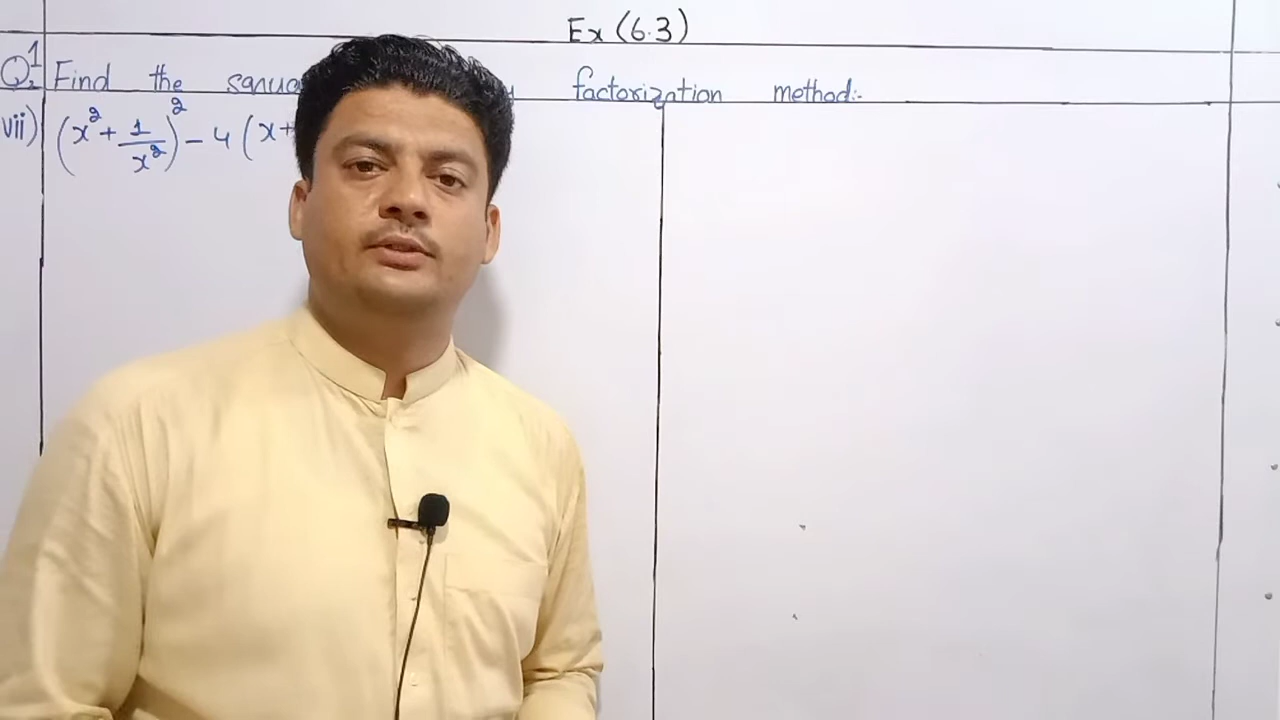 Ex (6.3)
Q1. Find the squa factorization method:-
vii) (x² + 1/x²)² - 4 (x+